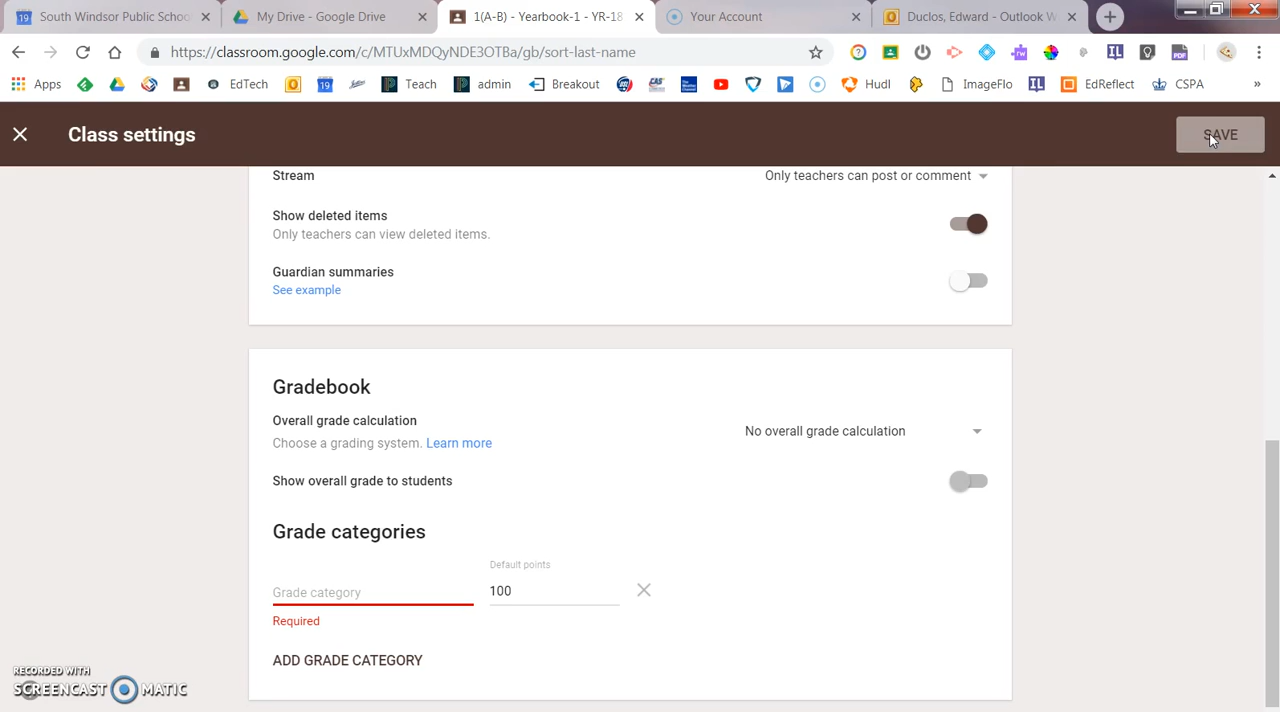 South Windsor Public Schoo
My Drive - Google Drive
1(A-B) - Yearbook-1 - YR-18
Your Account
Duclos, Edward - Outlook W
https://classroom.google.com/c/MTUxMDQyNDE3OTBa/gb/sort-last-name
Apps
EdTech
Teach
admin
Breakout
Hudl
ImageFlo
EdReflect
CSPA
»
Class settings
SAVE
Stream
Only teachers can post or comment
Show deleted items
Only teachers can view deleted items.
Guardian summaries
See example
Gradebook
Overall grade calculation
No overall grade calculation
Choose a grading system. Learn more
Show overall grade to students
Grade categories
Default points
Grade category
100
Required
ADD GRADE CATEGORY
RECORDED WITH
SCREENCAST MATIC